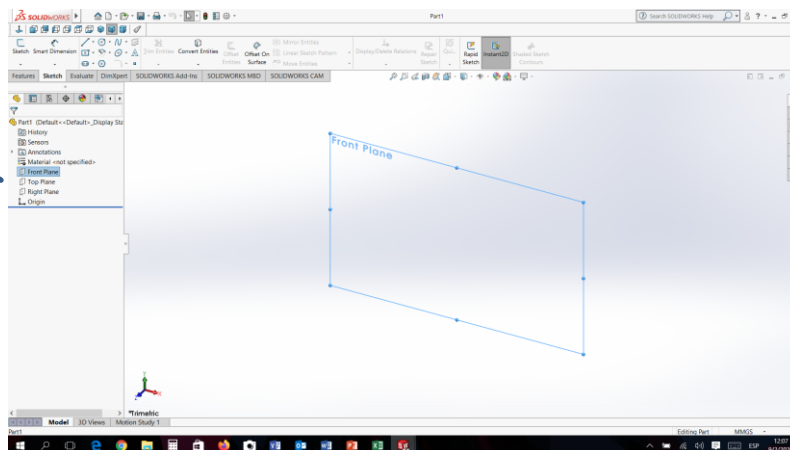 SOLIDWORKS
Part1
Search SOLIDWORKS Help
Sketch Smart Dimension
Trim Entities Convert Entities
Offset Entities
Offset On Surface
Mirror Entities
Linear Sketch Pattern
Move Entities
Display/Delete Relations
Repair Sketch
Rapid Sketch
Instant2D
Shaded Sketch Contours
Features Sketch Evaluate DimXpert SOLIDWORKS Add-Ins SOLIDWORKS MBD SOLIDWORKS CAM
Part1 (Default<<Default>_Display Sta
History
Sensors
Annotations
Material <not specified>
Front Plane
Top Plane
Right Plane
Origin
Front Plane
*Trimetric
Model 3D Views Motion Study 1
Part1
Editing Part MMGS
ESP
12:07